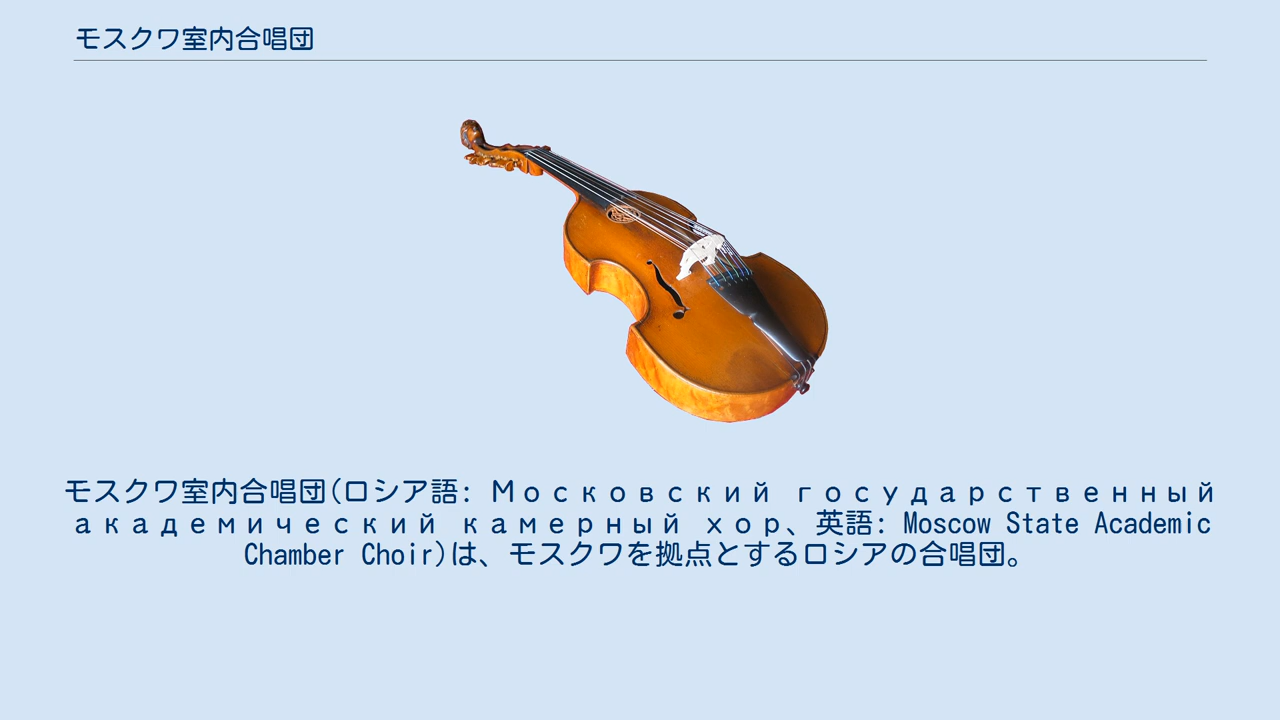 モスクワ室内合唱団
モスクワ室内合唱団(ロシア語: Московский государственный
академический камерный хор、英語: Moscow State Academic
Chamber Choir)は、モスクワを拠点とするロシアの合唱団。